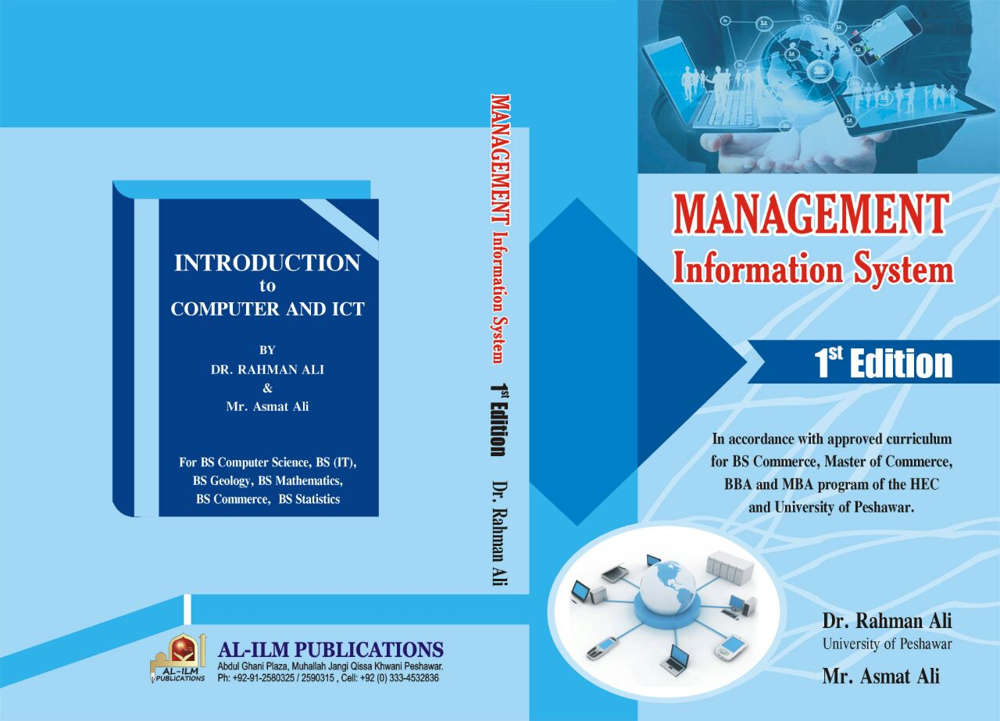 INTRODUCTION
to
COMPUTER AND ICT
BY
DR. RAHMAN ALI
&
Mr. Asmat Ali
For BS Computer Science, BS (IT),
BS Geology, BS Mathematics,
BS Commerce, BS Statistics
AL-ILM
PUBLICATIONS
AL-ILM PUBLICATIONS
Abdul Ghani Plaza, Muhallah Jangi Qissa Khwani Peshawar.
Ph: +92-91-2580325 / 2590315 , Cell: +92 (0) 333-4532836
MANAGEMENT Information System 1st Edition Dr. Rahman Ali
MANAGEMENT
Information System
1st Edition
In accordance with approved curriculum
for BS Commerce, Master of Commerce,
BBA and MBA program of the HEC
and University of Peshawar.
Dr. Rahman Ali
University of Peshawar
Mr. Asmat Ali